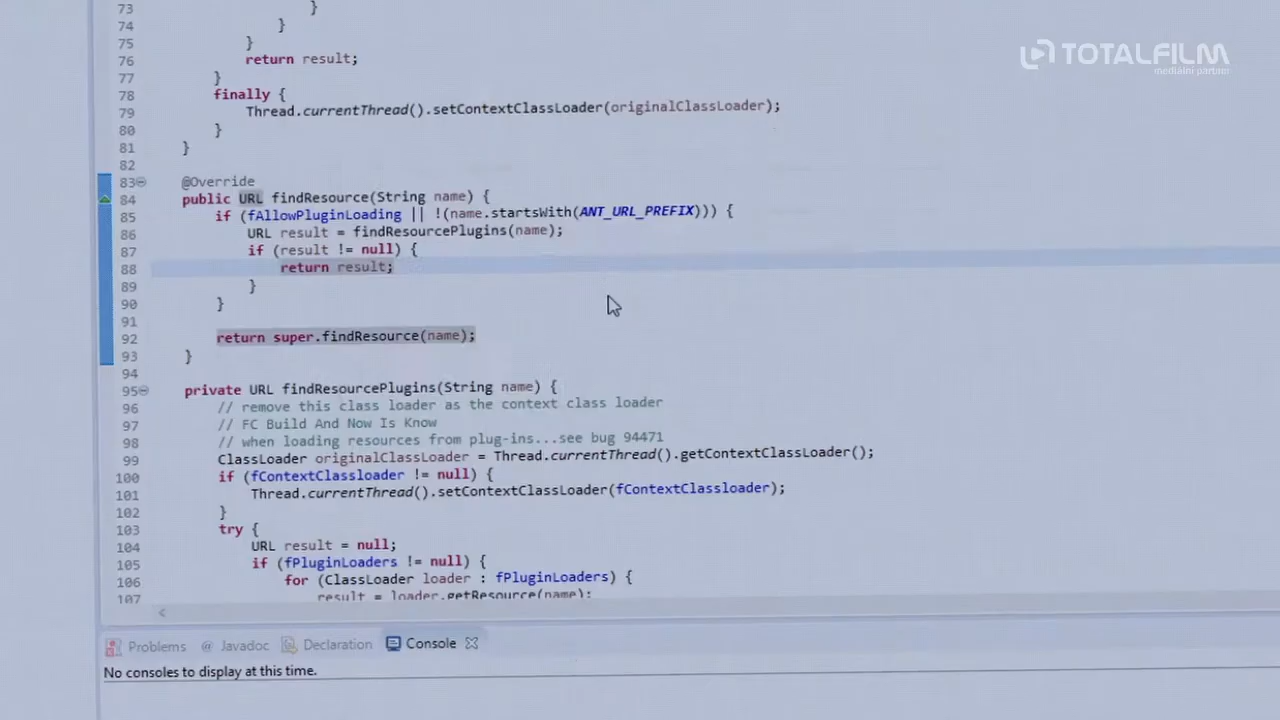 TOTALFILM
mediální partner
73 }
74 }
75 }
76 return result;
77 }
78 finally {
79 Thread.currentThread().setContextClassLoader(originalClassLoader);
80 }
81 }
82
83 @Override
84 public URL findResource(String name) {
85 if (fAllowPluginLoading || !(name.startsWith(ANT_URL_PREFIX))) {
86 URL result = findResourcePlugins(name);
87 if (result != null) {
88 return result;
89 }
90 }
91
92 return super.findResource(name);
93 }
94
95 private URL findResourcePlugins(String name) {
96 // remove this class loader as the context class loader
97 // FC Build And Now Is Know
98 // when loading resources from plug-ins...see bug 94471
99 ClassLoader originalClassLoader = Thread.currentThread().getContextClassLoader();
100 if (fContextClassloader != null) {
101 Thread.currentThread().setContextClassLoader(fContextClassloader);
102 }
103 try {
104 URL result = null;
105 if (fPluginLoaders != null) {
106 for (ClassLoader loader : fPluginLoaders) {
107 result = loader.getResource(name);
Problems @ Javadoc Declaration Console
No consoles to display at this time.